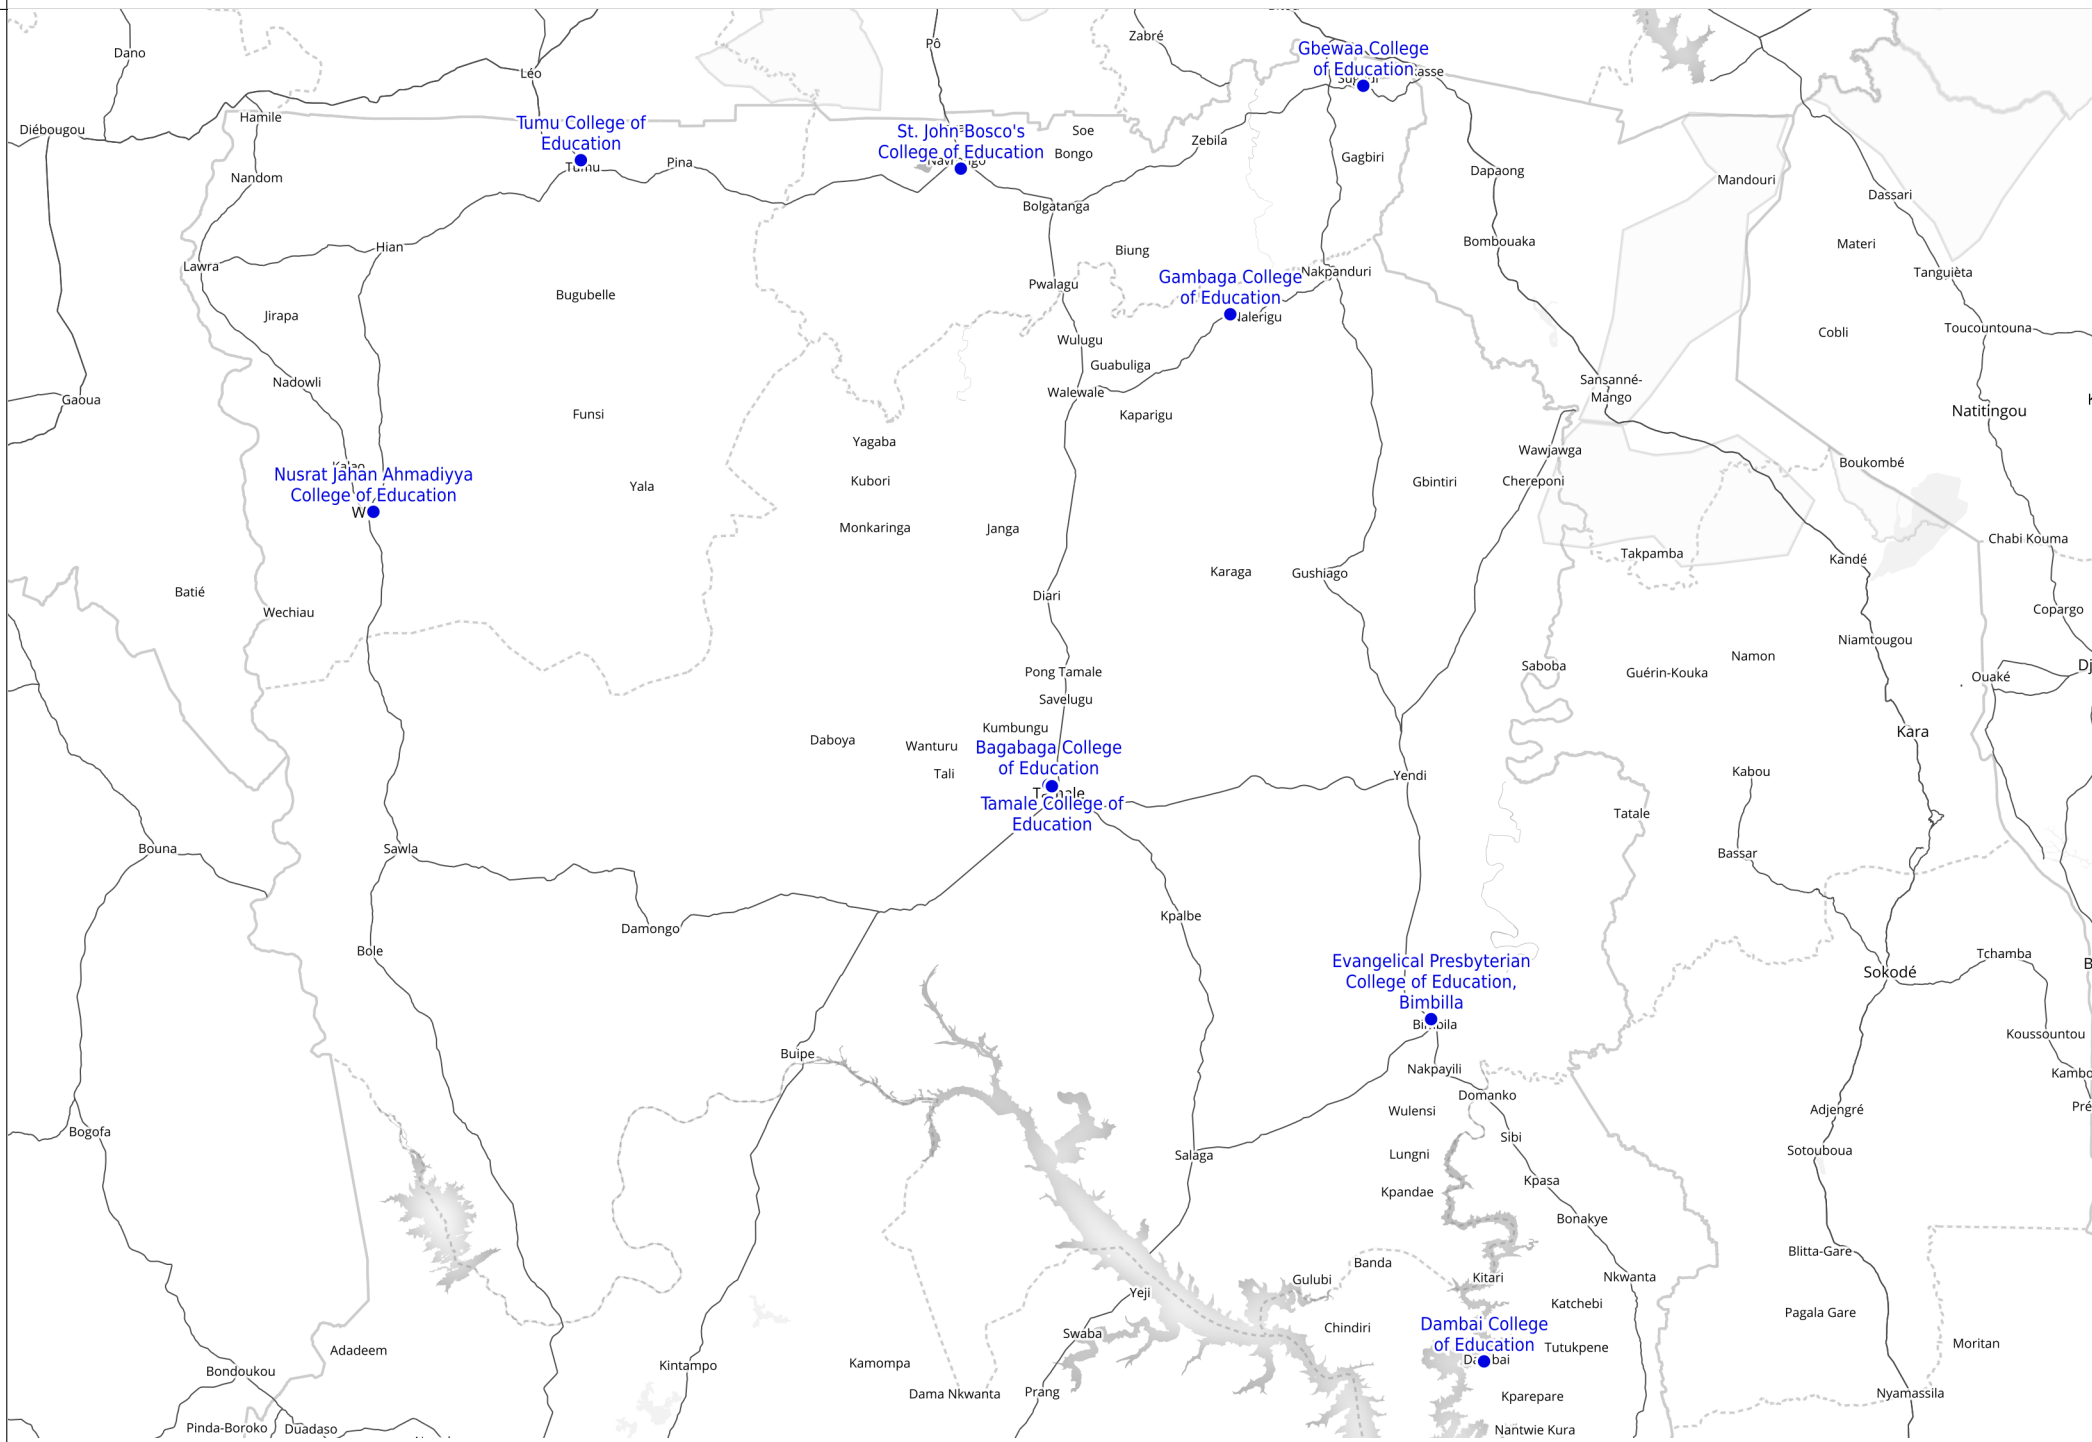 Dano
Pô
Zabré
Gbewaa College
of Education
Léo
Hamile
Diébougou
Tumu College of
Education
St. John Bosco's
College of Education
Soe
Bongo
Zebila
Gagbiri
Dapaong
Mandouri
Dassari
Nandom
Tumu
Pina
Bolgatanga
Hian
Lawra
Biung
Bombouaka
Materi
Tanguièta
Gambaga College
of Education
Nakpanduri
Pwalagu
Bugubelle
Jirapa
Nalerigu
Wulugu
Cobli
Toucountouna
Guabuliga
Nadowli
Walewale
Sansanné-
Mango
Gaoua
Funsi
Kaparigu
Natitingou
Yagaba
Wawjawga
Boukombé
Nusrat Jahan Ahmadiyya
College of Education
W
Yala
Kubori
Gbintiri
Chereponi
Monkaringa
Janga
Chabi Kouma
Takpamba
Kandé
Karaga
Gushiago
Batié
Diari
Wechiau
Copargo
Niamtougou
Namon
Saboba
Guérin-Kouka
Ouaké
Dj
Pong Tamale
Savelugu
Kumbungu
Kara
Daboya
Wanturu
Bagabaga College
of Education
Tali
Yendi
Kabou
Tamale College of
Education
Tatale
Bouna
Sawla
Bassar
Kpalbe
Damongo
Bole
Tchamba
B
Sokodé
Evangelical Presbyterian
College of Education,
Bimbilla
Koussountou
Buipe
Nakpayili
Kambo
Domanko
Wulensi
Adjengré
Pré
Bogofa
Sibi
Salaga
Lungni
Sotouboua
Kpasa
Kpandae
Bonakye
Blitta-Gare
Banda
Gulubi
Kitari
Nkwanta
Yeji
Katchebi
Pagala Gare
Chindiri
Swaba
Dambai College
of Education
Tutukpene
Moritan
Adadeem
Kintampo
Kamompa
Bondoukou
Dama Nkwanta
Prang
Kparepare
Nyamassila
Pinda-Boroko
Duadaso
Nantwie Kura